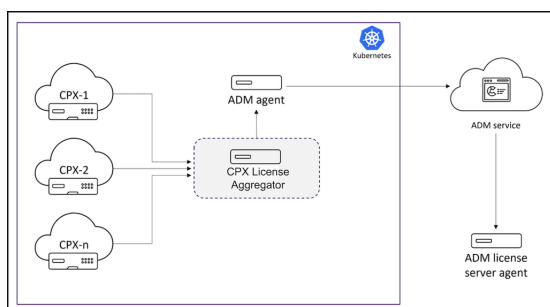 Kubernetes
CPX-1
CPX-2
CPX-n
ADM agent
CPX License
Aggregator
ADM service
ADM license
server agent